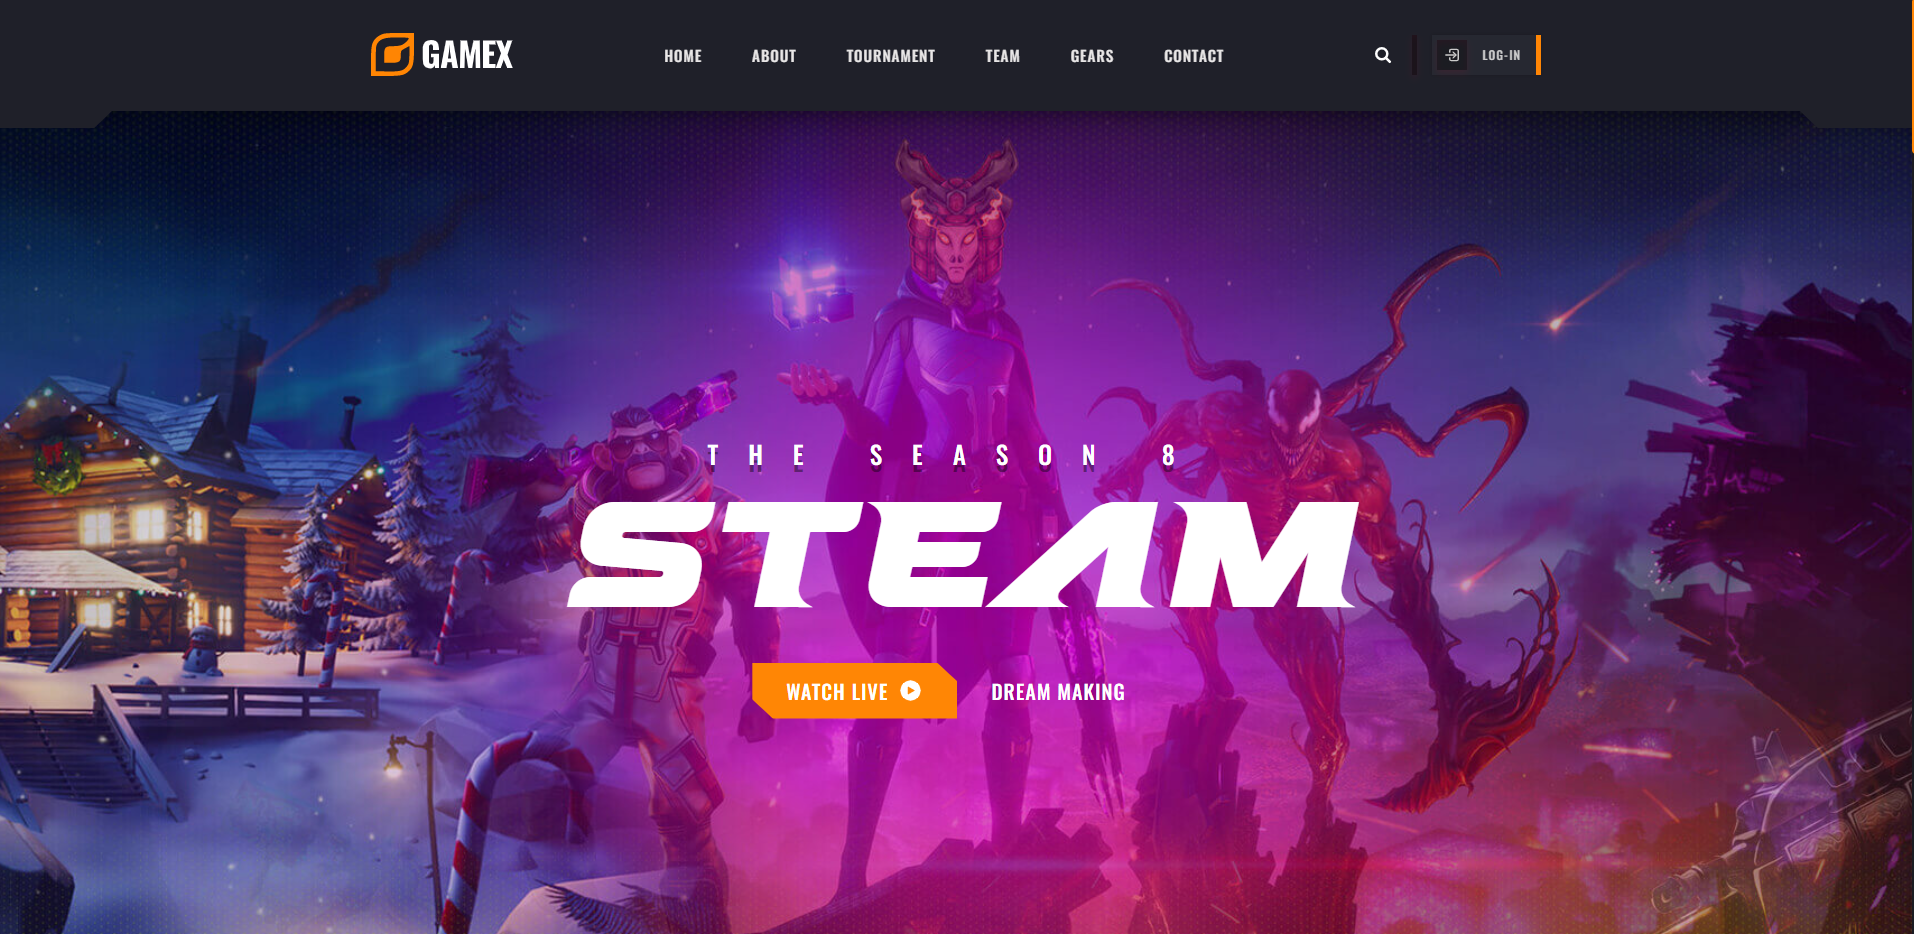 GAMEX
HOME ABOUT TOURNAMENT TEAM GEARS CONTACT
LOG-IN
THE SEASON 8
STEAM
WATCH LIVE
DREAM MAKING